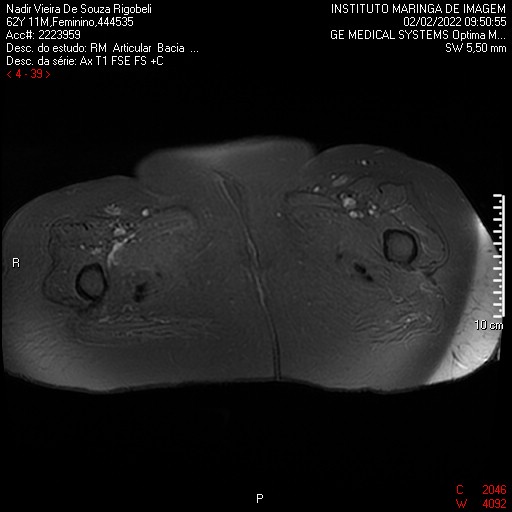 Nadir Vieira De Souza Rigobeli
62Y 11M,Feminino,444535
Acc#: 2223959
Desc. do estudo: RM Articular Bacia ...
Desc. da série: Ax T1 FSE FS +C
< 4 - 39 >
INSTITUTO MARINGA DE IMAGEM
02/02/2022 09:50:55
GE MEDICAL SYSTEMS Optima M...
SW 5,50 mm
R
10 cm
P
C 2046
W 4092